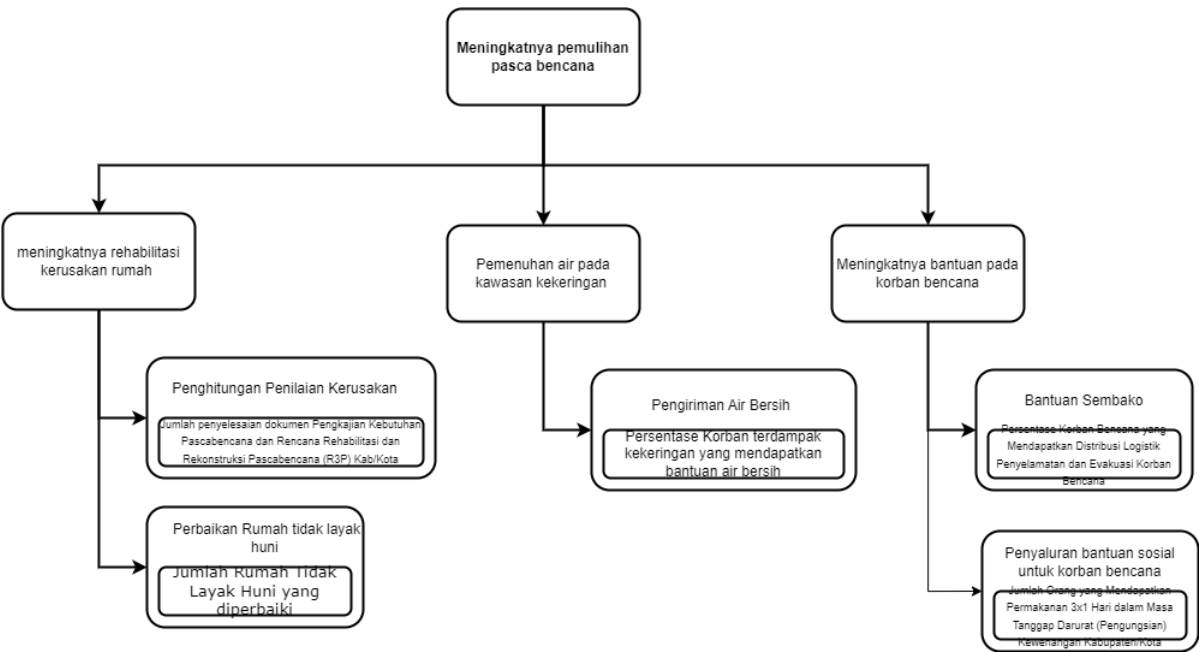 Meningkatnya pemulihan
pasca bencana
meningkatnya rehabilitasi
kerusakan rumah
Pemenuhan air pada
kawasan kekeringan
Meningkatnya bantuan pada
korban bencana
Penghitungan Penilaian Kerusakan
Jumlah penyelesaian dokumen Pengkajian Kebutuhan
Pascabencana dan Rencana Rehabilitasi dan
Rekonstruksi Pascabencana (R3P) Kab/Kota
Perbaikan Rumah tidak layak
huni
Jumlah Rumah Tidak
Layak Huni yang
diperbaiki
Pengiriman Air Bersih
Persentase Korban terdampak
kekeringan yang mendapatkan
bantuan air bersih
Bantuan Sembako
Persentase Korban Bencana yang
Mendapatkan Distribusi Logistik
Penyelamatan dan Evakuasi Korban
Bencana
Penyaluran bantuan sosial
untuk korban bencana
Jumlah Orang yang Mendapatkan
Permakanan 3x1 Hari dalam Masa
Tanggap Darurat (Pengungsian)
Kewenangan Kabupaten/Kota